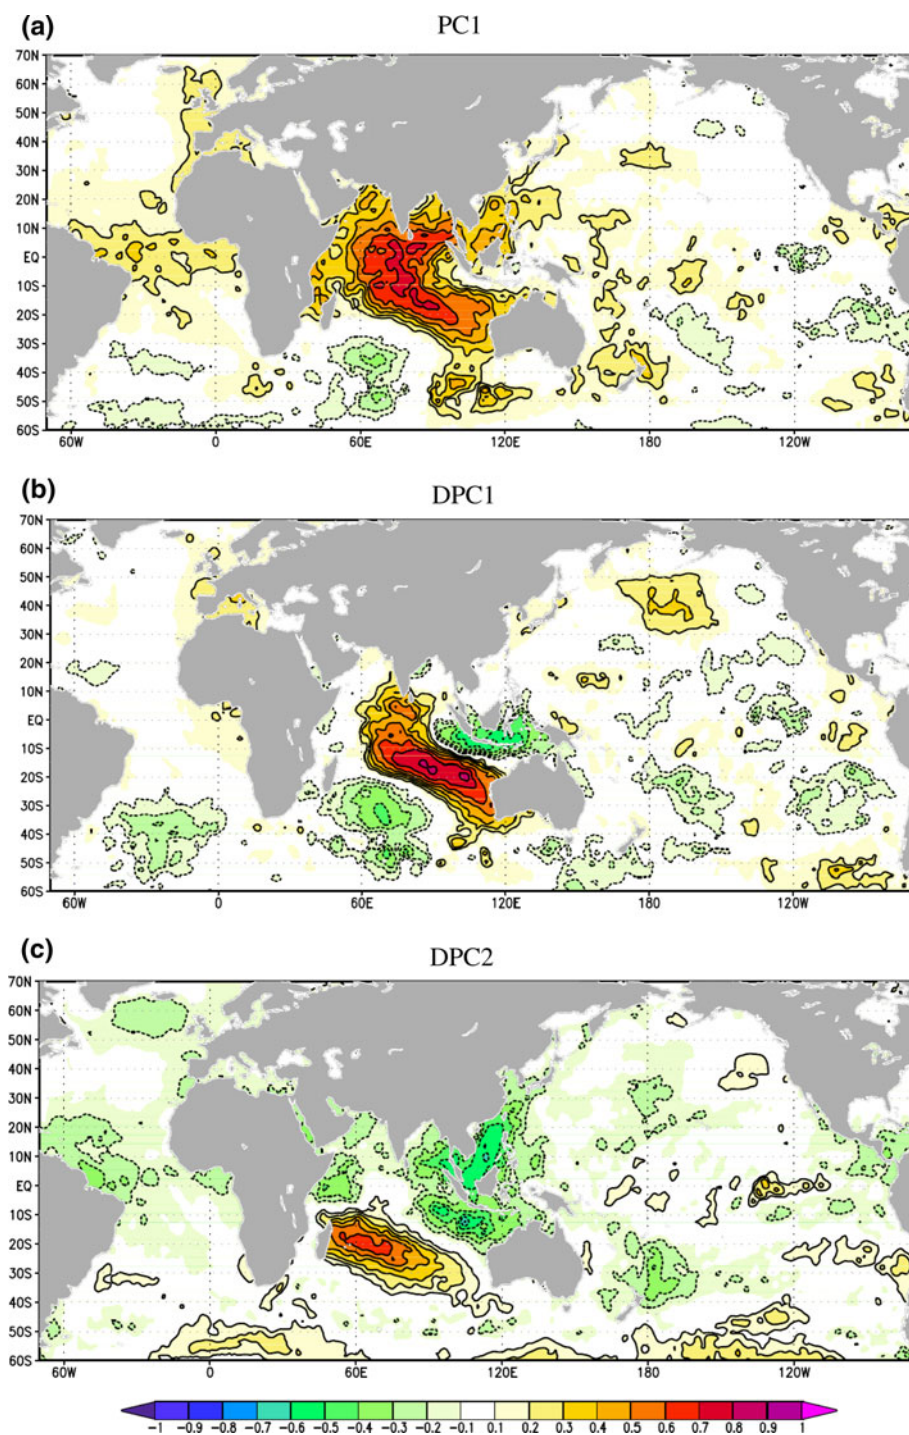 (a)
PC1
70N
60N
50N
40N
30N
20N
10N
EQ
10S
20S
30S
40S
50S
60S
60W 0 60E 120E 180 120W
(b)
DPC1
70N
60N
50N
40N
30N
20N
10N
EQ
10S
20S
30S
40S
50S
60S
60W 0 60E 120E 180 120W
(c)
DPC2
70N
60N
50N
40N
30N
20N
10N
EQ
10S
20S
30S
40S
50S
60S
60W 0 60E 120E 180 120W
-1 -0.9 -0.8 -0.7 -0.6 -0.5 -0.4 -0.3 -0.2 -0.1 0.1 0.2 0.3 0.4 0.5 0.6 0.7 0.8 0.9 1